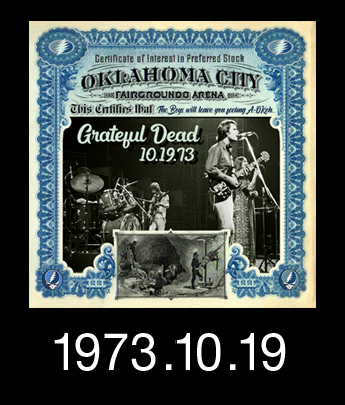 Certificate of Interest in Preferred Stock
OKLAHOMA CITY
FAIRGROUNDS ARENA
This Certifies that The Boys will leave you feeling A-OKeh.
Grateful Dead
10.19.73
1973.10.19